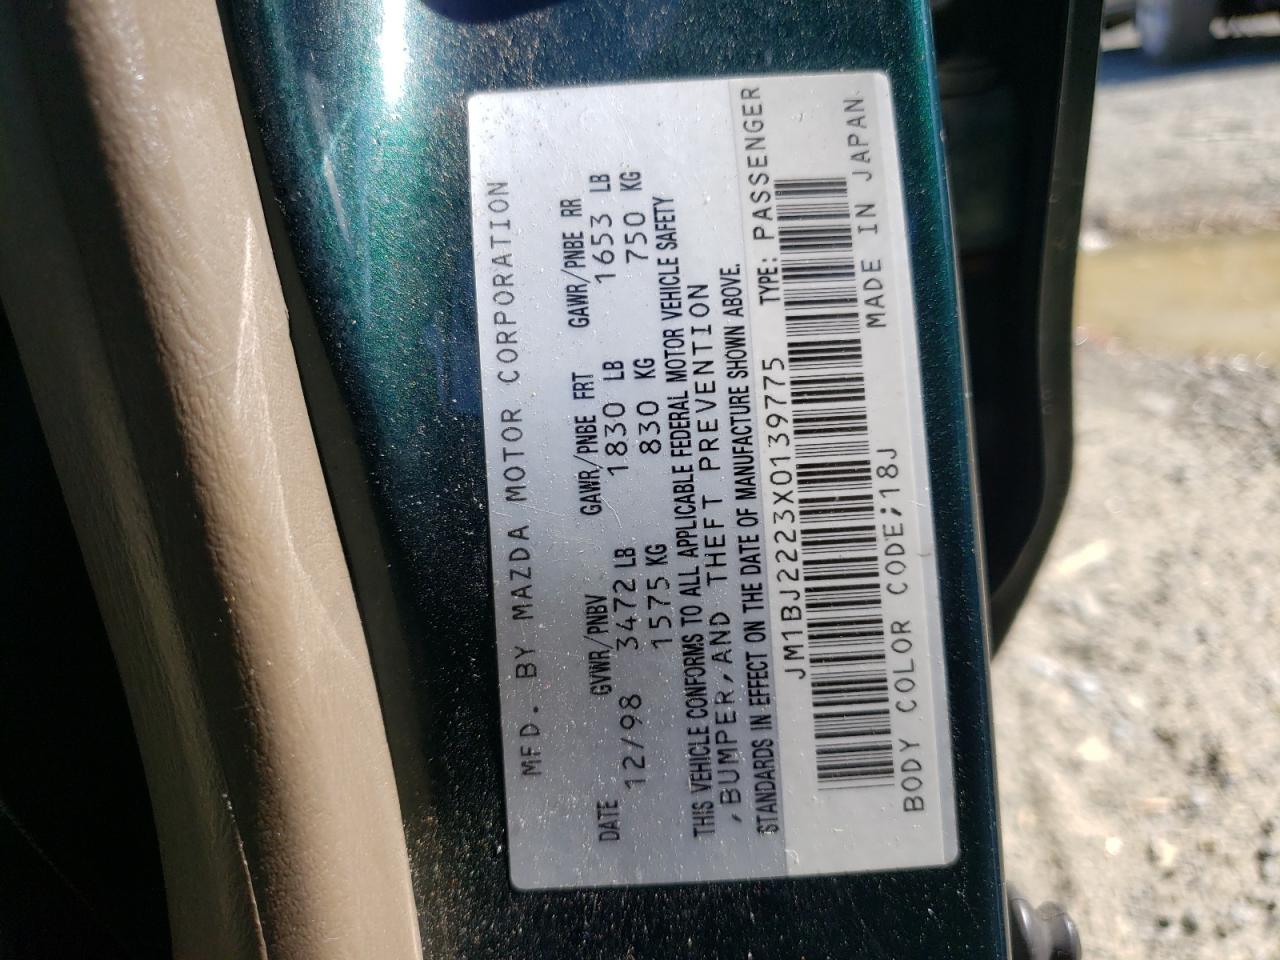 MFD. BY MAZDA MOTOR CORPORATION
DATE GVWR/PNBV GAWR/PNBE FRT GAWR/PNBE RR
12/98 3472 LB 1830 LB 1653 LB
1575 KG 830 KG 750 KG
THIS VEHICLE CONFORMS TO ALL APPLICABLE FEDERAL MOTOR VEHICLE SAFETY
,BUMPER,AND THEFT PREVENTION
STANDARDS IN EFFECT ON THE DATE OF MANUFACTURE SHOWN ABOVE.
JM1BJ2223X0139775 TYPE: PASSENGER
BODY COLOR CODE;18J MADE IN JAPAN